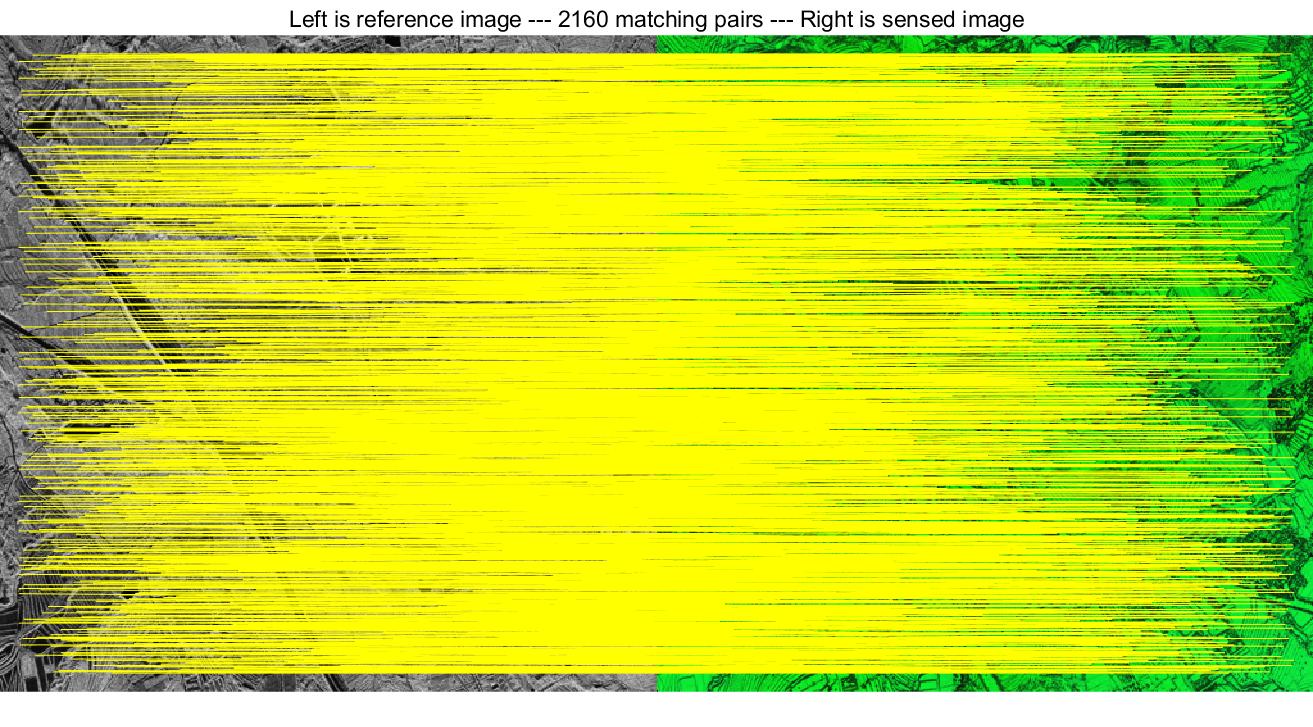 Left is reference image --- 2160 matching pairs --- Right is sensed image